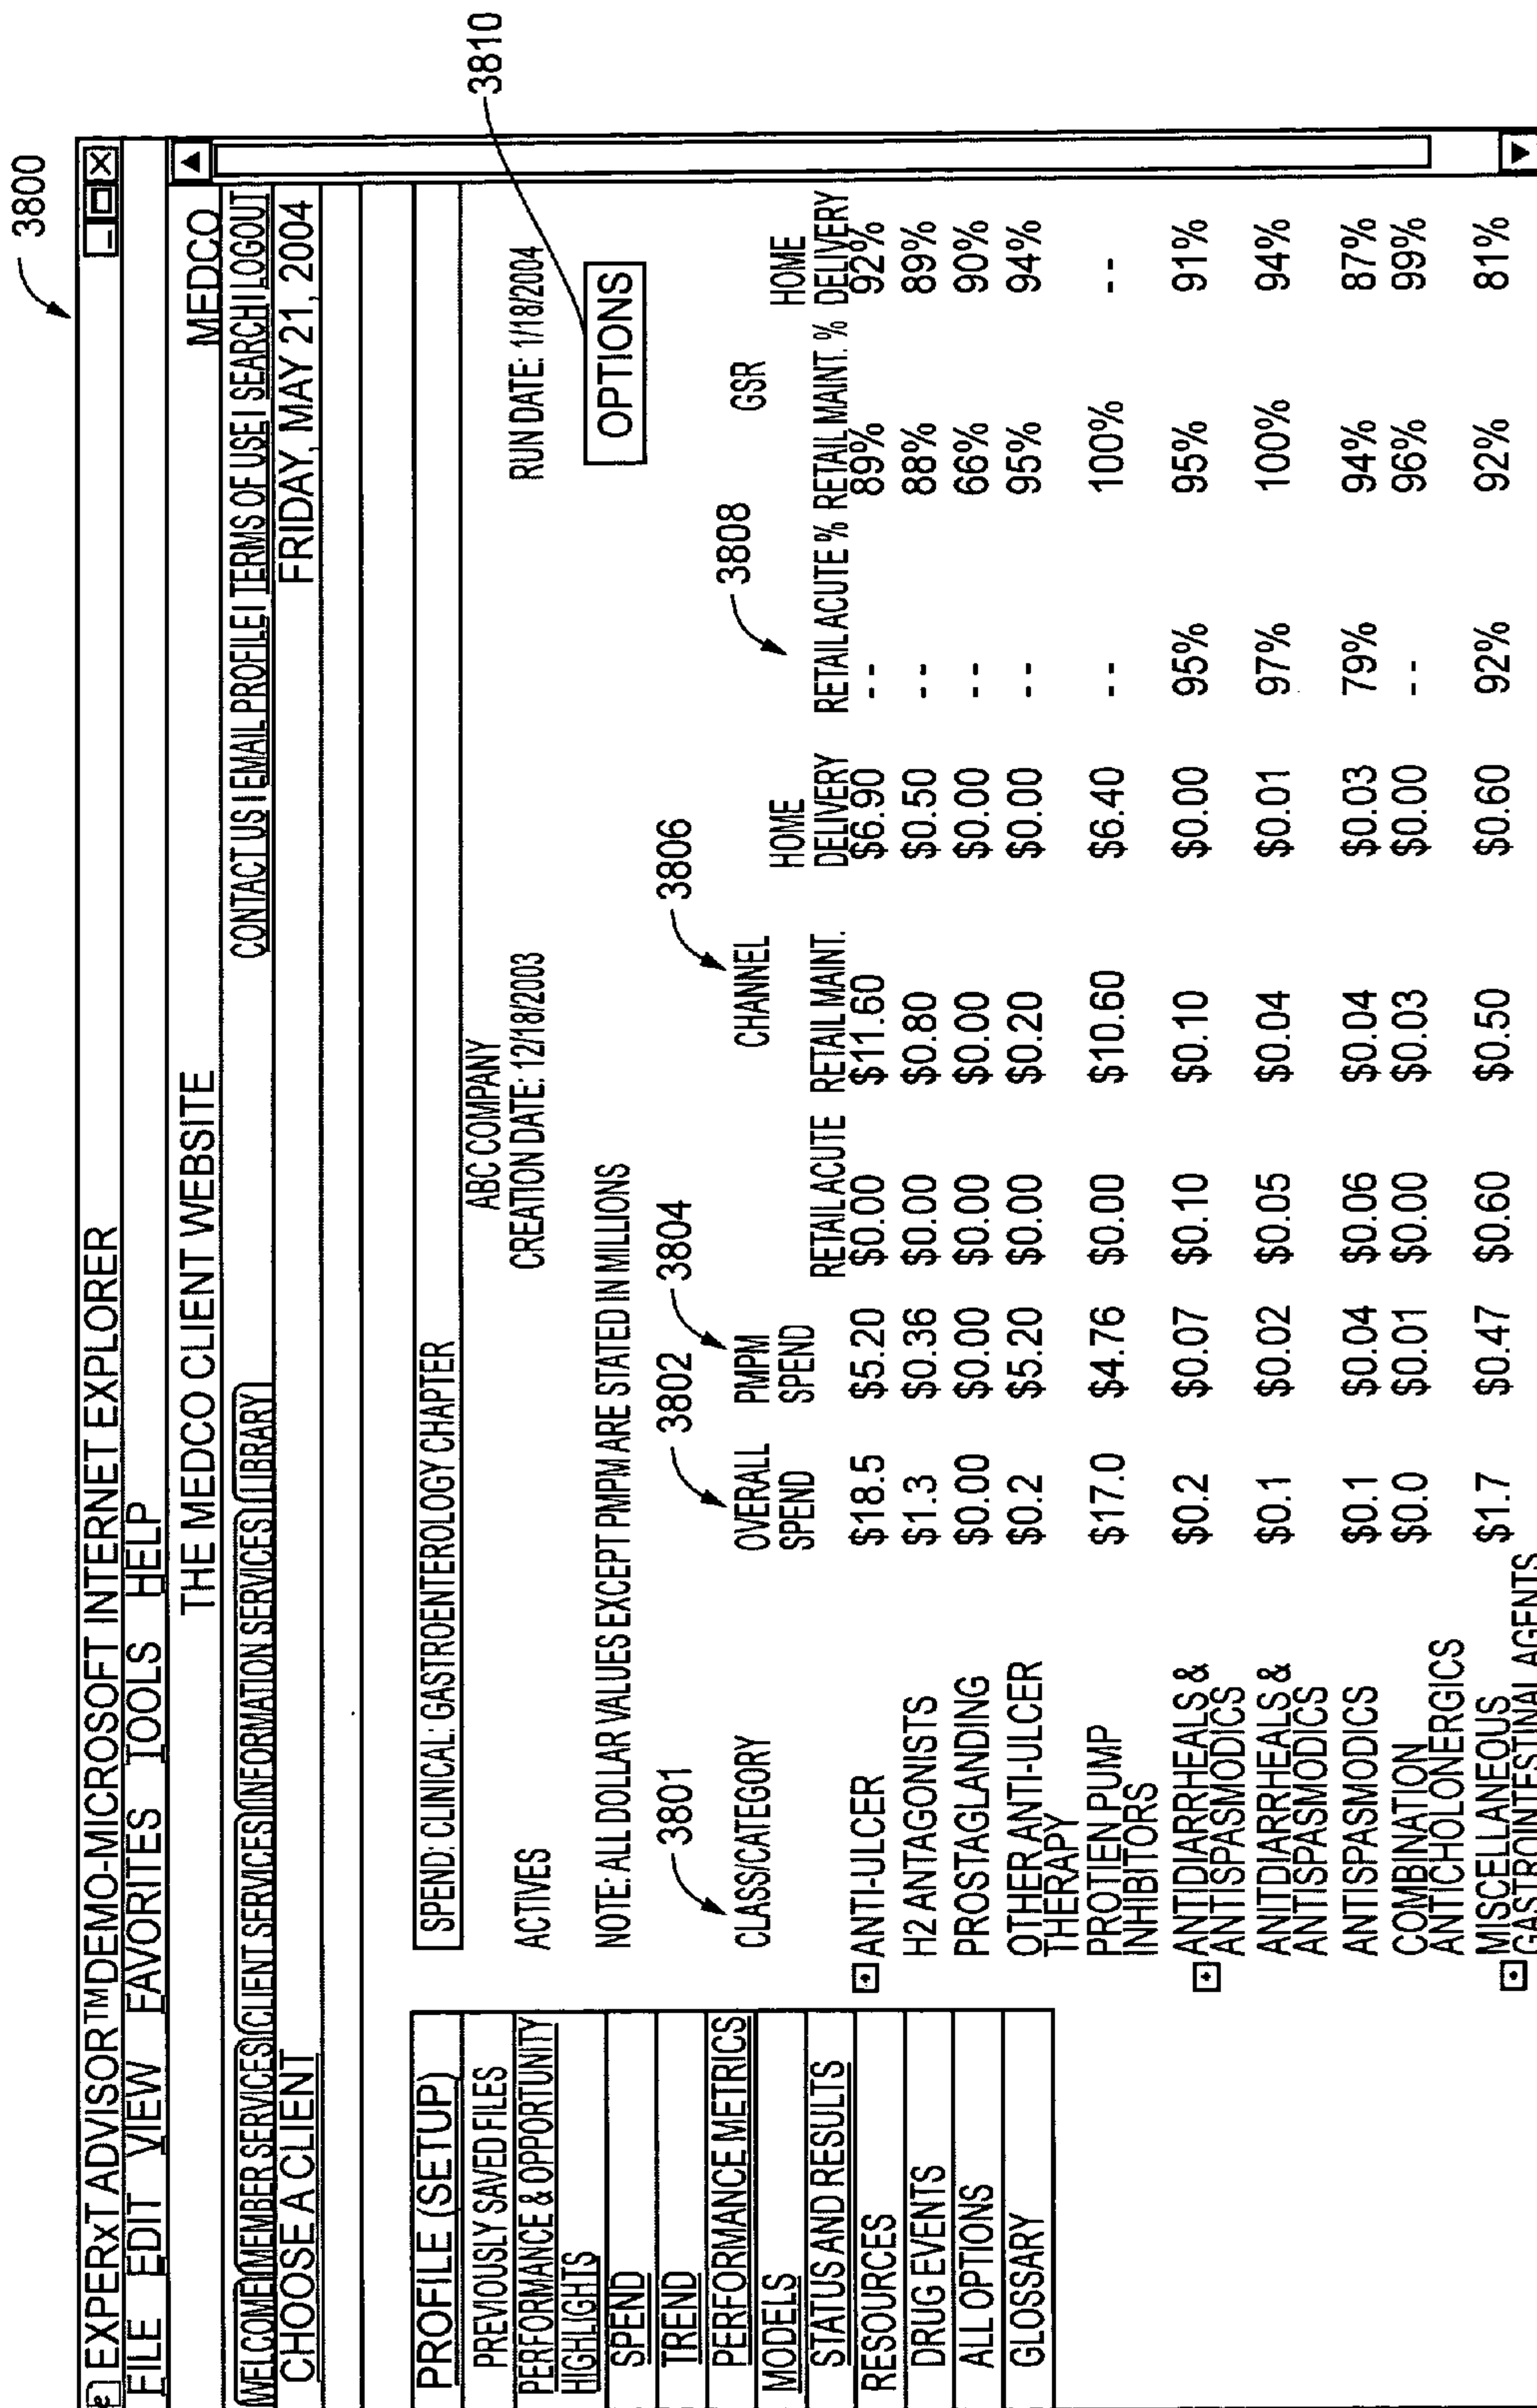 3800
EXPERxT ADVISOR™DEMO-MICROSOFT INTERNET EXPLORER
FILE EDIT VIEW FAVORITES TOOLS HELP
THE MEDCO CLIENT WEBSITE MEDCO
WELCOME MEMBER SERVICES CLIENT SERVICES INFORMATION SERVICES LIBRARY CONTACT US | EMAIL PROFILE | TERMS OF USE | SEARCH | LOGOUT
CHOOSE A CLIENT FRIDAY, MAY 21, 2004
PROFILE (SETUP)
PREVIOUSLY SAVED FILES
PERFORMANCE & OPPORTUNITY
HIGHLIGHTS
SPEND
TREND
PERFORMANCE METRICS
MODELS
STATUS AND RESULTS
RESOURCES
DRUG EVENTS
ALL OPTIONS
GLOSSARY
SPEND: CLINICAL: GASTROENTEROLOGY CHAPTER
ABC COMPANY
ACTIVES CREATION DATE: 12/18/2003 RUN DATE: 1/18/2004
3810
OPTIONS
NOTE: ALL DOLLAR VALUES EXCEPT PMPM ARE STATED IN MILLIONS
3801 3802 3804 3806 3808
CLASS/CATEGORY OVERALL PMPM CHANNEL GSR
SPEND SPEND HOME HOME
RETAIL ACUTE RETAIL MAINT. DELIVERY RETAIL ACUTE % RETAIL MAINT. % DELIVERY
ANTI-ULCER $18.5 $5.20 $0.00 $11.60 $6.90 -- 89% 92%
H2 ANTAGONISTS $1.3 $0.36 $0.00 $0.80 $0.50 -- 88% 89%
PROSTAGLANDING $0.00 $0.00 $0.00 $0.00 $0.00 -- 66% 90%
OTHER ANTI-ULCER $0.2 $5.20 $0.00 $0.20 $0.00 -- 95% 94%
THERAPY
PROTIEN PUMP $17.0 $4.76 $0.00 $10.60 $6.40 -- 100% --
INHIBITORS
ANTIDIARRHEALS & $0.2 $0.07 $0.10 $0.10 $0.00 95% 95% 91%
ANTISPASMODICS
ANITDIARRHEALS & $0.1 $0.02 $0.05 $0.04 $0.01 97% 100% 94%
ANTISPASMODICS
ANTISPASMODICS $0.1 $0.04 $0.06 $0.04 $0.03 79% 94% 87%
COMBINATION $0.0 $0.01 $0.00 $0.03 $0.00 -- 96% 99%
ANTICHOLONERGICS
MISCELLANEOUS $1.7 $0.47 $0.60 $0.50 $0.60 92% 92% 81%
GASTROINTESTINAL AGENTS